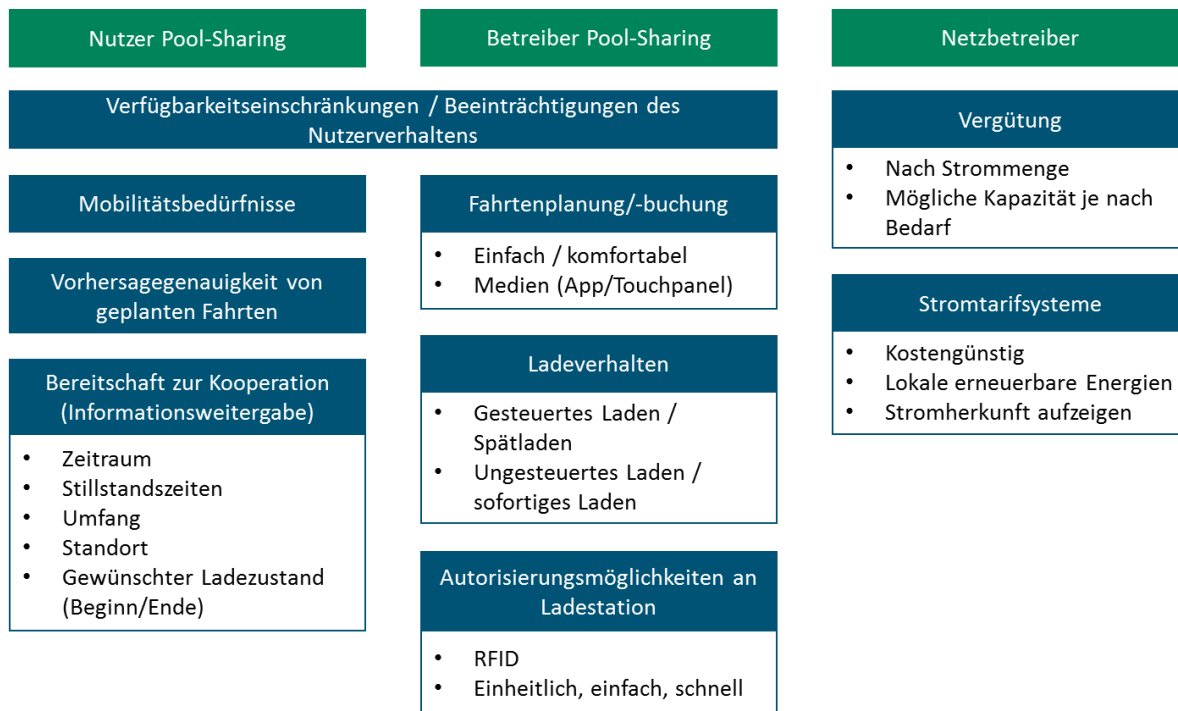 Nutzer Pool-Sharing
Betreiber Pool-Sharing
Netzbetreiber
Verfügbarkeitseinschränkungen / Beeinträchtigungen des
Nutzerverhaltens
Mobilitätsbedürfnisse
Vorhersagegenauigkeit von
geplanten Fahrten
Bereitschaft zur Kooperation
(Informationsweitergabe)
• Zeitraum
• Stillstandszeiten
• Umfang
• Standort
• Gewünschter Ladezustand
(Beginn/Ende)
Fahrtenplanung/-buchung
• Einfach / komfortabel
• Medien (App/Touchpanel)
Ladeverhalten
• Gesteuertes Laden /
Spätladen
• Ungesteuertes Laden /
sofortiges Laden
Autorisierungsmöglichkeiten an
Ladestation
• RFID
• Einheitlich, einfach, schnell
Vergütung
• Nach Strommenge
• Mögliche Kapazität je nach
Bedarf
Stromtarifsysteme
• Kostengünstig
• Lokale erneuerbare Energien
• Stromherkunft aufzeigen